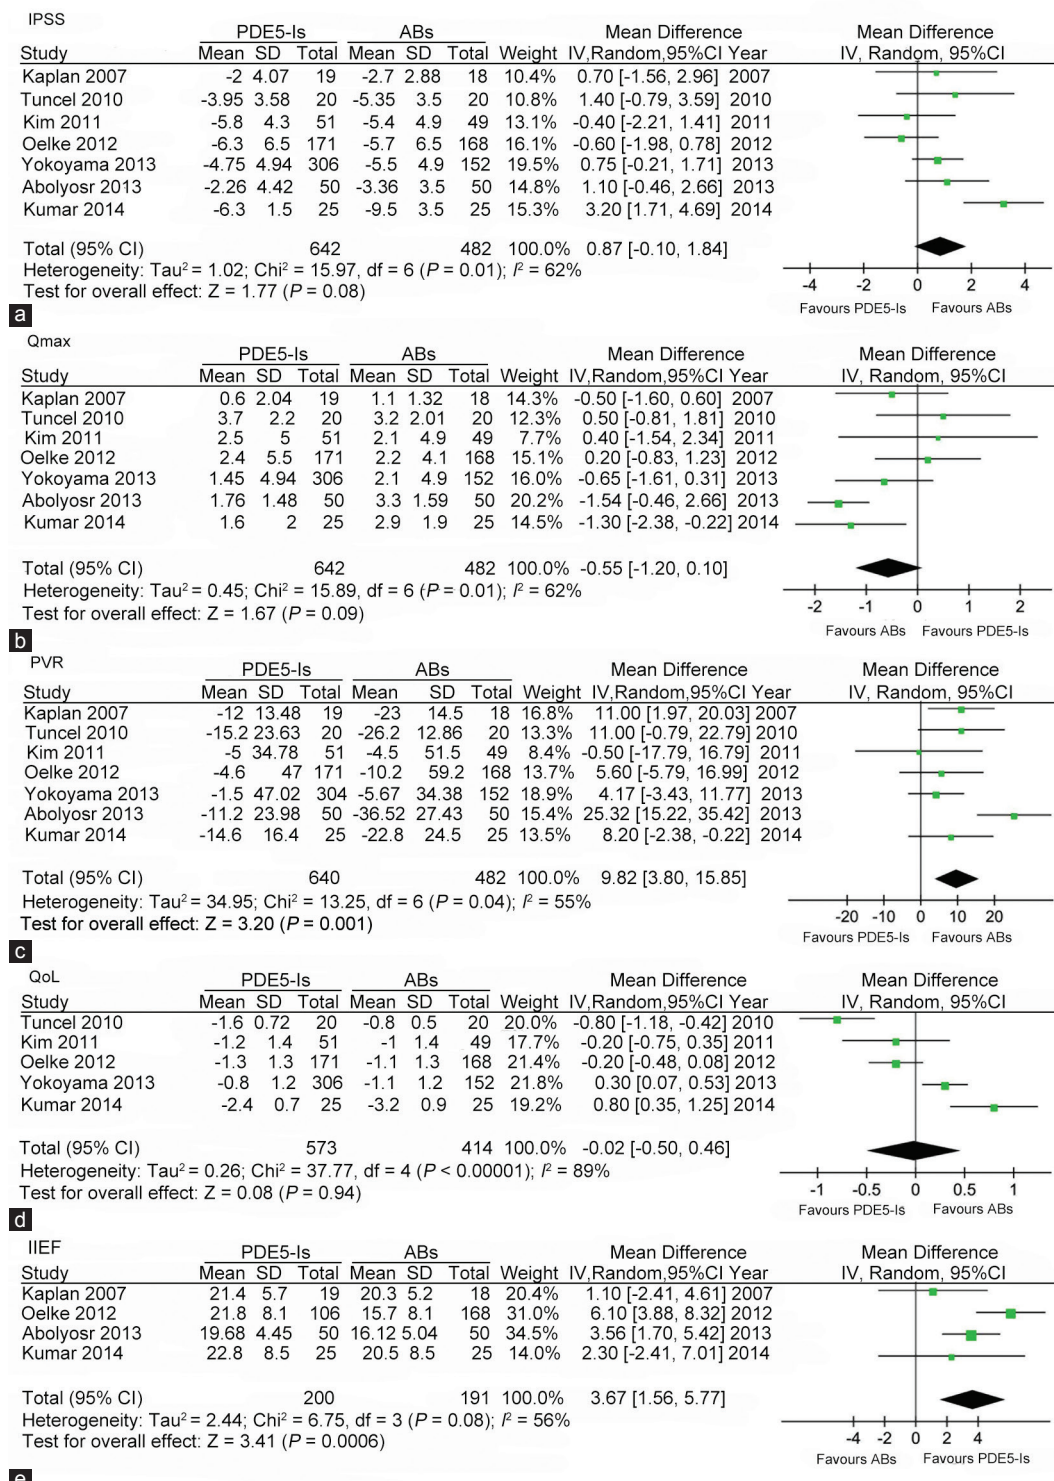 IPSS
PDE5-Is ABs Mean Difference Mean Difference
Study Mean SD Total Mean SD Total Weight IV,Random,95%CI Year IV, Random, 95%CI
Kaplan 2007 -2 4.07 19 -2.7 2.88 18 10.4% 0.70 [-1.56, 2.96] 2007
Tuncel 2010 -3.95 3.58 20 -5.35 3.5 20 10.8% 1.40 [-0.79, 3.59] 2010
Kim 2011 -5.8 4.3 51 -5.4 4.9 49 13.1% -0.40 [-2.21, 1.41] 2011
Oelke 2012 -6.3 6.5 171 -5.7 6.5 168 16.1% -0.60 [-1.98, 0.78] 2012
Yokoyama 2013 -4.75 4.94 306 -5.5 4.9 152 19.5% 0.75 [-0.21, 1.71] 2013
Abolyosr 2013 -2.26 4.42 50 -3.36 3.5 50 14.8% 1.10 [-0.46, 2.66] 2013
Kumar 2014 -6.3 1.5 25 -9.5 3.5 25 15.3% 3.20 [1.71, 4.69] 2014
Total (95% CI) 642 482 100.0% 0.87 [-0.10, 1.84]
Heterogeneity: Tau² = 1.02; Chi² = 15.97, df = 6 (P = 0.01); I² = 62%
Test for overall effect: Z = 1.77 (P = 0.08)
-4 -2 0 2 4
Favours PDE5-Is Favours ABs
a
Qmax
PDE5-Is ABs Mean Difference Mean Difference
Study Mean SD Total Mean SD Total Weight IV,Random,95%CI Year IV, Random, 95%CI
Kaplan 2007 0.6 2.04 19 1.1 1.32 18 14.3% -0.50 [-1.60, 0.60] 2007
Tuncel 2010 3.7 2.2 20 3.2 2.01 20 12.3% 0.50 [-0.81, 1.81] 2010
Kim 2011 2.5 5 51 2.1 4.9 49 7.7% 0.40 [-1.54, 2.34] 2011
Oelke 2012 2.4 5.5 171 2.2 4.1 168 15.1% 0.20 [-0.83, 1.23] 2012
Yokoyama 2013 1.45 4.94 306 2.1 4.9 152 16.0% -0.65 [-1.61, 0.31] 2013
Abolyosr 2013 1.76 1.48 50 3.3 1.59 50 20.2% -1.54 [-0.46, 2.66] 2013
Kumar 2014 1.6 2 25 2.9 1.9 25 14.5% -1.30 [-2.38, -0.22] 2014
Total (95% CI) 642 482 100.0% -0.55 [-1.20, 0.10]
Heterogeneity: Tau² = 0.45; Chi² = 15.89, df = 6 (P = 0.01); I² = 62%
Test for overall effect: Z = 1.67 (P = 0.09)
-2 -1 0 1 2
Favours ABs Favours PDE5-Is
b
PVR
PDE5-Is ABs Mean Difference Mean Difference
Study Mean SD Total Mean SD Total Weight IV,Random,95%CI Year IV, Random, 95%CI
Kaplan 2007 -12 13.48 19 -23 14.5 18 16.8% 11.00 [1.97, 20.03] 2007
Tuncel 2010 -15.2 23.63 20 -26.2 12.86 20 13.3% 11.00 [-0.79, 22.79] 2010
Kim 2011 -5 34.78 51 -4.5 51.5 49 8.4% -0.50 [-17.79, 16.79] 2011
Oelke 2012 -4.6 47 171 -10.2 59.2 168 13.7% 5.60 [-5.79, 16.99] 2012
Yokoyama 2013 -1.5 47.02 304 -5.67 34.38 152 18.9% 4.17 [-3.43, 11.77] 2013
Abolyosr 2013 -11.2 23.98 50 -36.52 27.43 50 15.4% 25.32 [15.22, 35.42] 2013
Kumar 2014 -14.6 16.4 25 -22.8 24.5 25 13.5% 8.20 [-2.38, -0.22] 2014
Total (95% CI) 640 482 100.0% 9.82 [3.80, 15.85]
Heterogeneity: Tau² = 34.95; Chi² = 13.25, df = 6 (P = 0.04); I² = 55%
Test for overall effect: Z = 3.20 (P = 0.001)
-20 -10 0 10 20
Favours PDE5-Is Favours ABs
c
QoL
PDE5-Is ABs Mean Difference Mean Difference
Study Mean SD Total Mean SD Total Weight IV,Random,95%CI Year IV, Random, 95%CI
Tuncel 2010 -1.6 0.72 20 -0.8 0.5 20 20.0% -0.80 [-1.18, -0.42] 2010
Kim 2011 -1.2 1.4 51 -1 1.4 49 17.7% -0.20 [-0.75, 0.35] 2011
Oelke 2012 -1.3 1.3 171 -1.1 1.3 168 21.4% -0.20 [-0.48, 0.08] 2012
Yokoyama 2013 -0.8 1.2 306 -1.1 1.2 152 21.8% 0.30 [0.07, 0.53] 2013
Kumar 2014 -2.4 0.7 25 -3.2 0.9 25 19.2% 0.80 [0.35, 1.25] 2014
Total (95% CI) 573 414 100.0% -0.02 [-0.50, 0.46]
Heterogeneity: Tau² = 0.26; Chi² = 37.77, df = 4 (P < 0.00001); I² = 89%
Test for overall effect: Z = 0.08 (P = 0.94)
-1 -0.5 0 0.5 1
Favours PDE5-Is Favours ABs
d
IIEF
PDE5-Is ABs Mean Difference Mean Difference
Study Mean SD Total Mean SD Total Weight IV,Random,95%CI Year IV, Random, 95%CI
Kaplan 2007 21.4 5.7 19 20.3 5.2 18 20.4% 1.10 [-2.41, 4.61] 2007
Oelke 2012 21.8 8.1 106 15.7 8.1 168 31.0% 6.10 [3.88, 8.32] 2012
Abolyosr 2013 19.68 4.45 50 16.12 5.04 50 34.5% 3.56 [1.70, 5.42] 2013
Kumar 2014 22.8 8.5 25 20.5 8.5 25 14.0% 2.30 [-2.41, 7.01] 2014
Total (95% CI) 200 191 100.0% 3.67 [1.56, 5.77]
Heterogeneity: Tau² = 2.44; Chi² = 6.75, df = 3 (P = 0.08); I² = 56%
Test for overall effect: Z = 3.41 (P = 0.0006)
-4 -2 0 2 4
Favours ABs Favours PDE5-Is
e